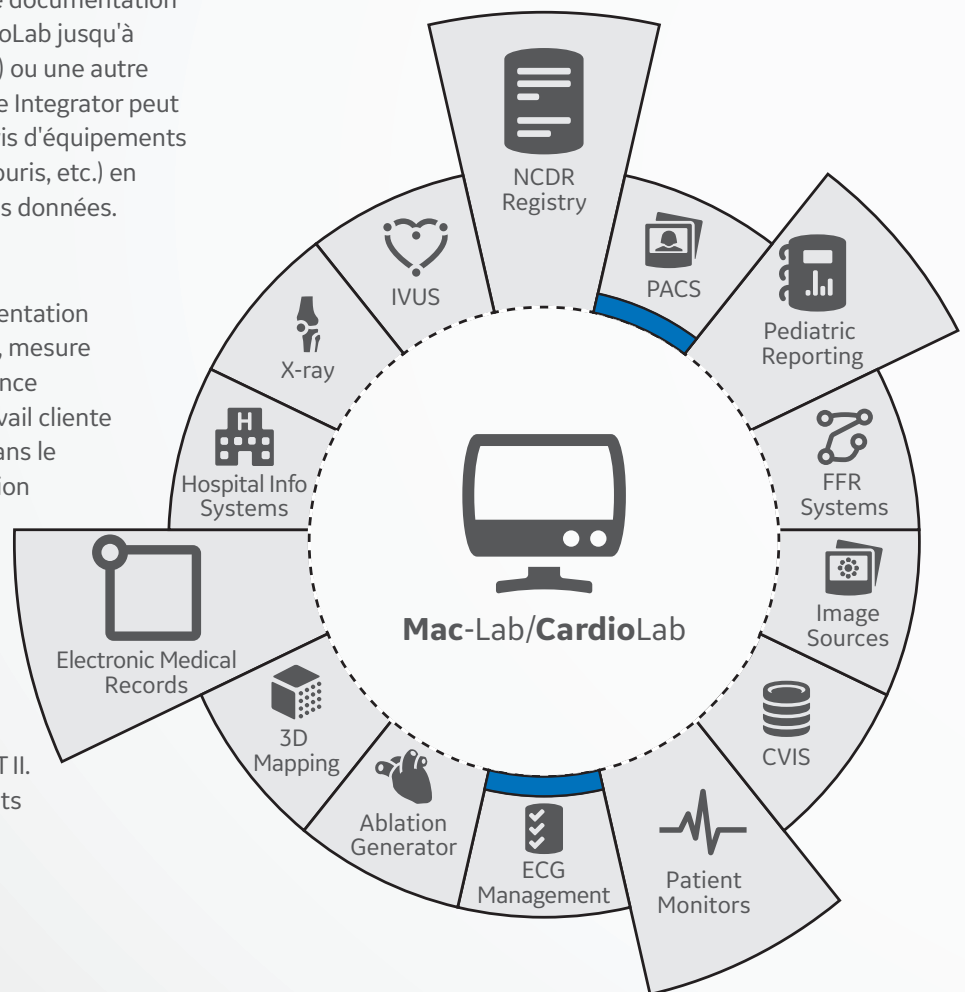 documentation
oLab jusqu'à
) ou une autre
e Integrator peut
ris d'équipements
ouris, etc.) en
s données.
entation
, mesure
ance
vail cliente
ans le
ion
T II.
ts
NCDR
Registry
PACS
Pediatric
Reporting
FFR
Systems
Image
Sources
CVIS
Patient
Monitors
ECG
Management
Ablation
Generator
3D
Mapping
Electronic Medical
Records
Hospital Info
Systems
H
X-ray
IVUS
Mac-Lab/CardioLab